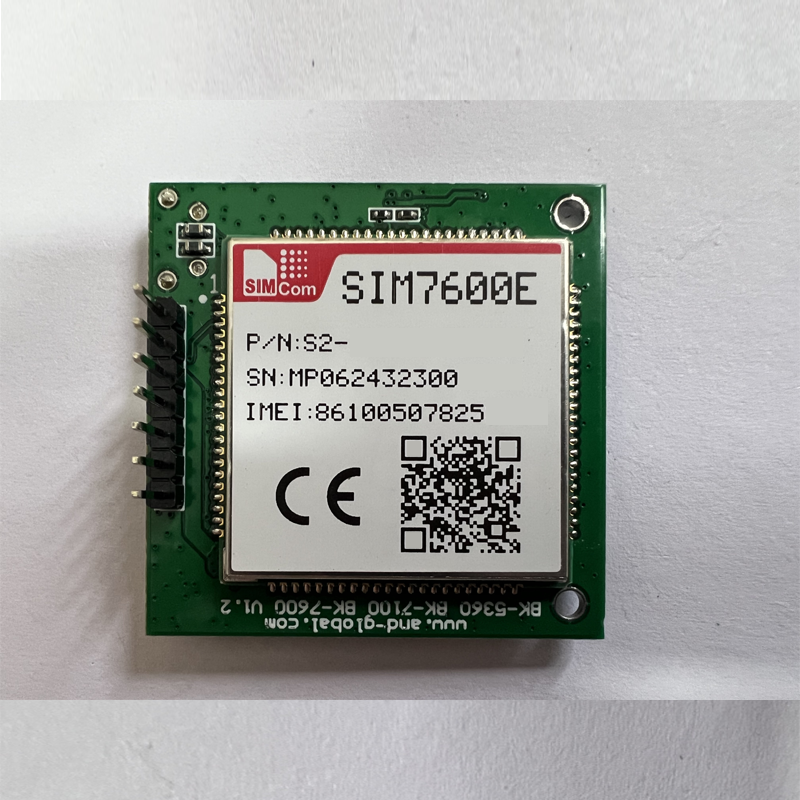 1
SIMCom
SIM7600E
P/N:S2-
SN:MP062432300
IMEI:86100507825
CE
BK-5360 BK-7100 BK-7600 V1.2
www.and-global.com